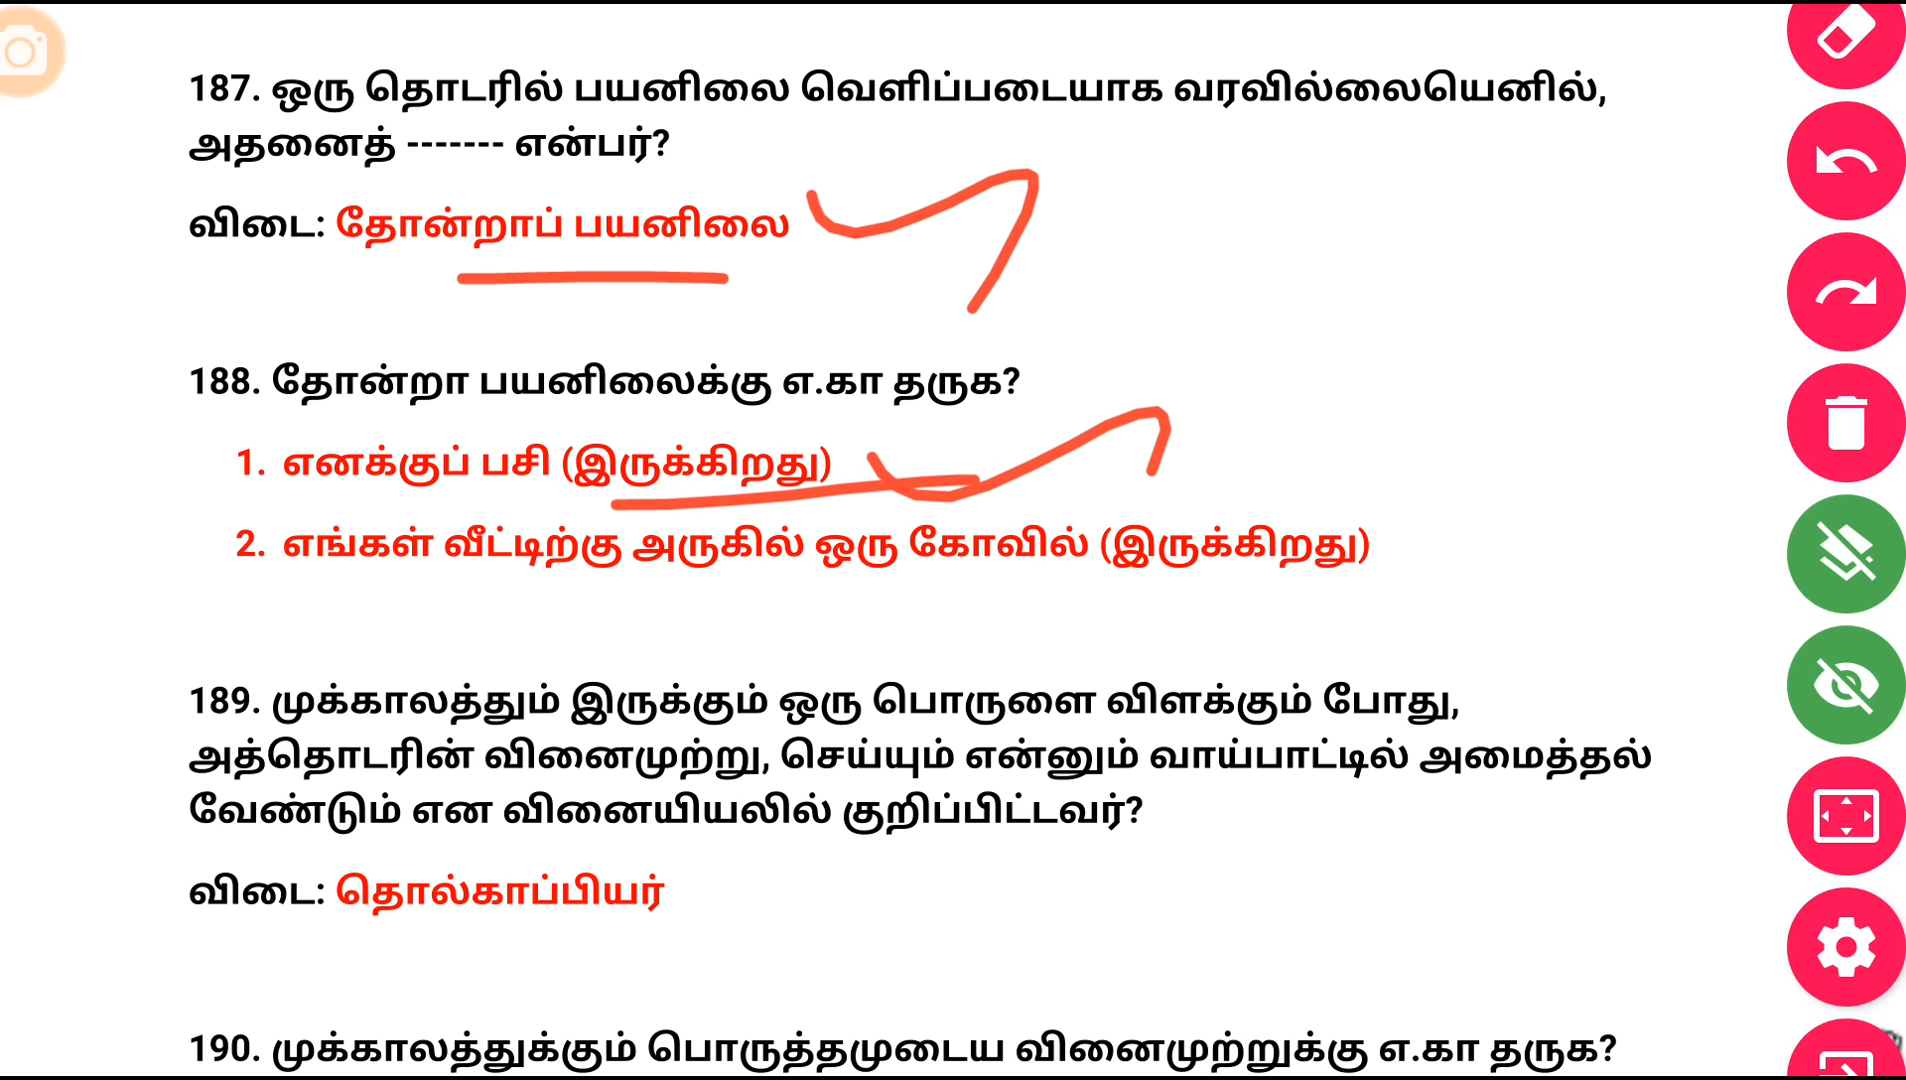 187. ஒரு தொடரில் பயனிலை வெளிப்படையாக வரவில்லையெனில்,
அதனைத் ------- என்பர்?
விடை: தோன்றாப் பயனிலை
188. தோன்றா பயனிலைக்கு எ.கா தருக?
1. எனக்குப் பசி (இருக்கிறது)
2. எங்கள் வீட்டிற்கு அருகில் ஒரு கோவில் (இருக்கிறது)
189. முக்காலத்தும் இருக்கும் ஒரு பொருளை விளக்கும் போது,
அத்தொடரின் வினைமுற்று, செய்யும் என்னும் வாய்பாட்டில் அமைத்தல்
வேண்டும் என வினையியலில் குறிப்பிட்டவர்?
விடை: தொல்காப்பியர்
190. முக்காலத்துக்கும் பொருத்தமுடைய வினைமுற்றுக்கு எ.கா தருக?